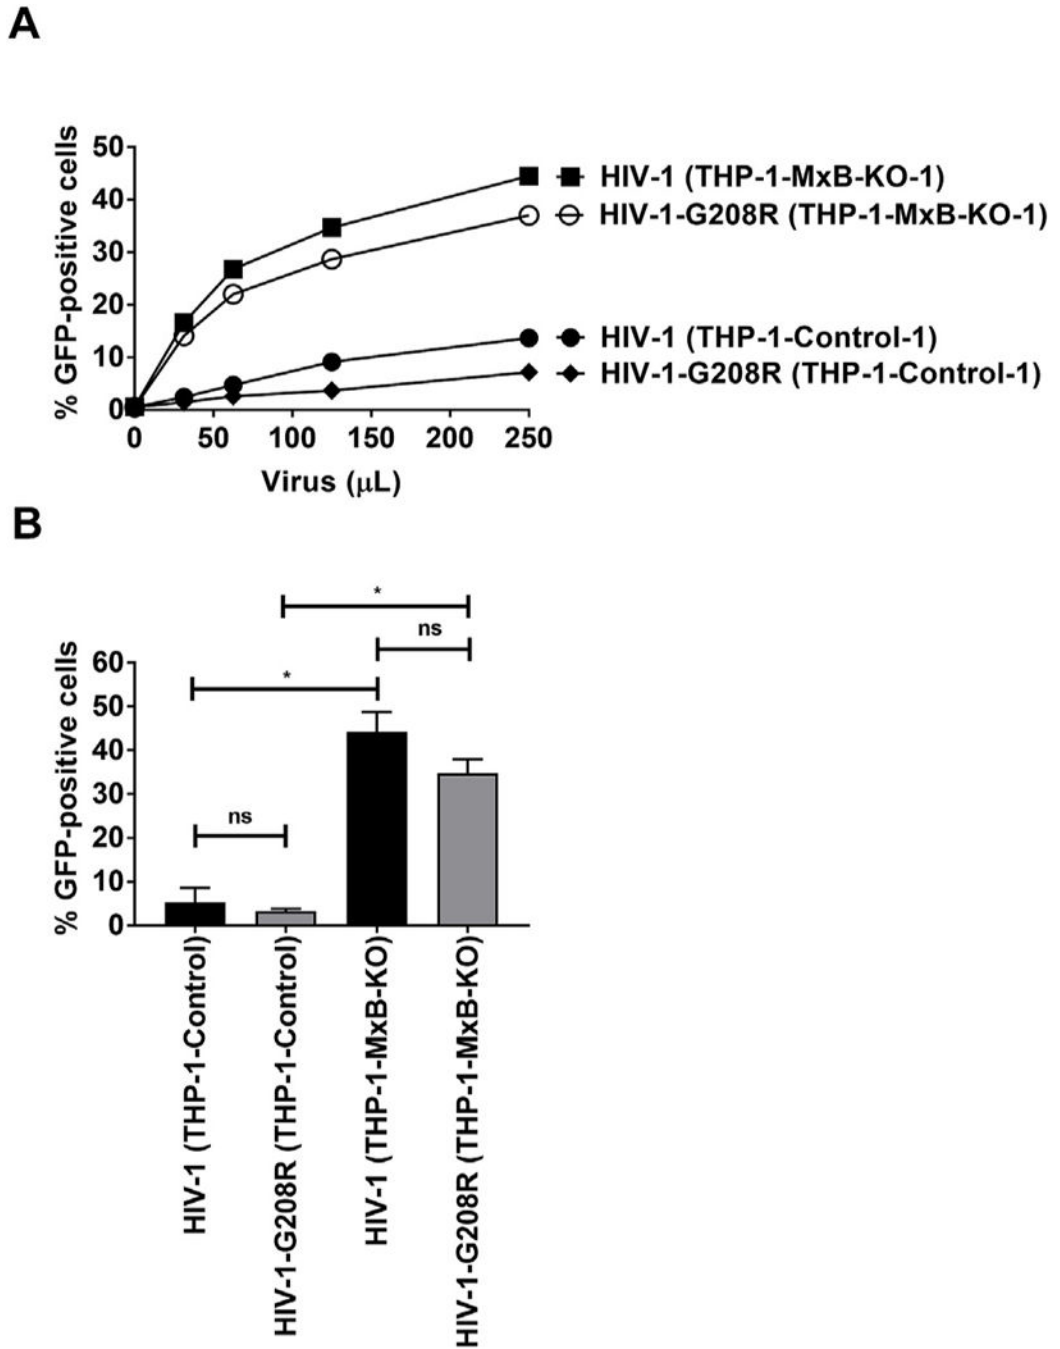 A
% GFP-positive cells
50
40
30
20
10
0
0 50 100 150 200 250
Virus (μL)
HIV-1 (THP-1-MxB-KO-1)
HIV-1-G208R (THP-1-MxB-KO-1)
HIV-1 (THP-1-Control-1)
HIV-1-G208R (THP-1-Control-1)
B
% GFP-positive cells
60
50
40
30
20
10
0
*
ns
*
ns
HIV-1 (THP-1-Control)
HIV-1-G208R (THP-1-Control)
HIV-1 (THP-1-MxB-KO)
HIV-1-G208R (THP-1-MxB-KO)